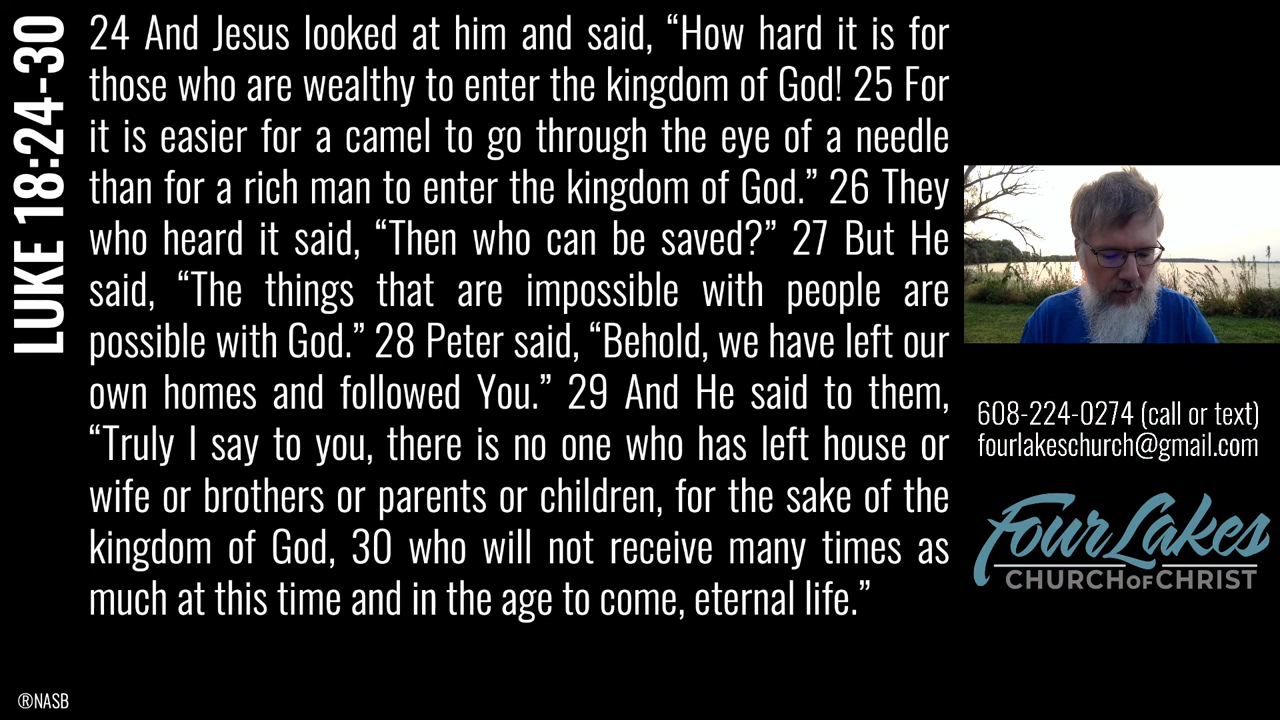 LUKE 18:24-30
24 And Jesus looked at him and said, “How hard it is for
those who are wealthy to enter the kingdom of God! 25 For
it is easier for a camel to go through the eye of a needle
than for a rich man to enter the kingdom of God.” 26 They
who heard it said, “Then who can be saved?” 27 But He
said, “The things that are impossible with people are
possible with God.” 28 Peter said, “Behold, we have left our
own homes and followed You.” 29 And He said to them,
“Truly I say to you, there is no one who has left house or
wife or brothers or parents or children, for the sake of the
kingdom of God, 30 who will not receive many times as
much at this time and in the age to come, eternal life.”
608-224-0274 (call or text)
fourlakeschurch@gmail.com
Four Lakes
CHURCH OF CHRIST
®NASB